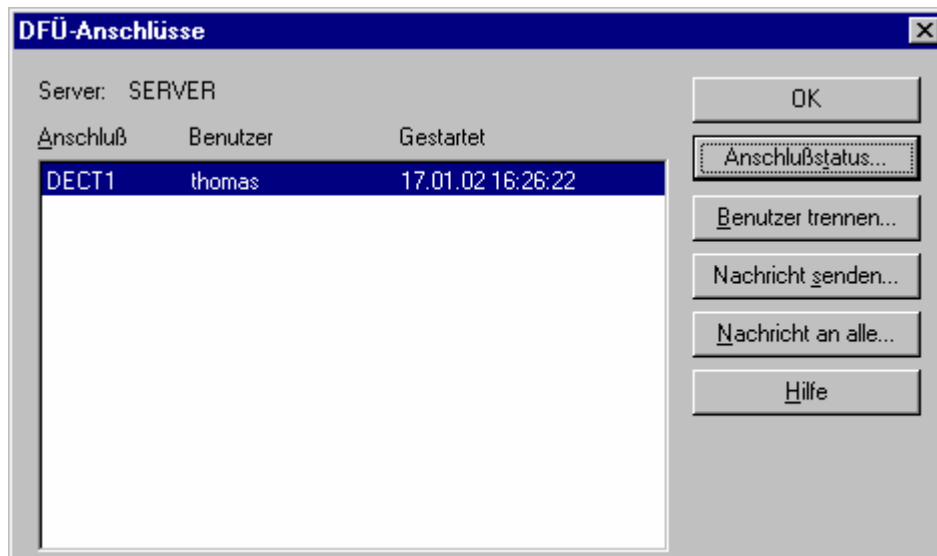 DFÜ-Anschlüsse
Server: SERVER
Anschluß Benutzer Gestartet
DECT1 thomas 17.01.02 16:26:22
OK
Anschlußstatus...
Benutzer trennen...
Nachricht senden...
Nachricht an alle...
Hilfe